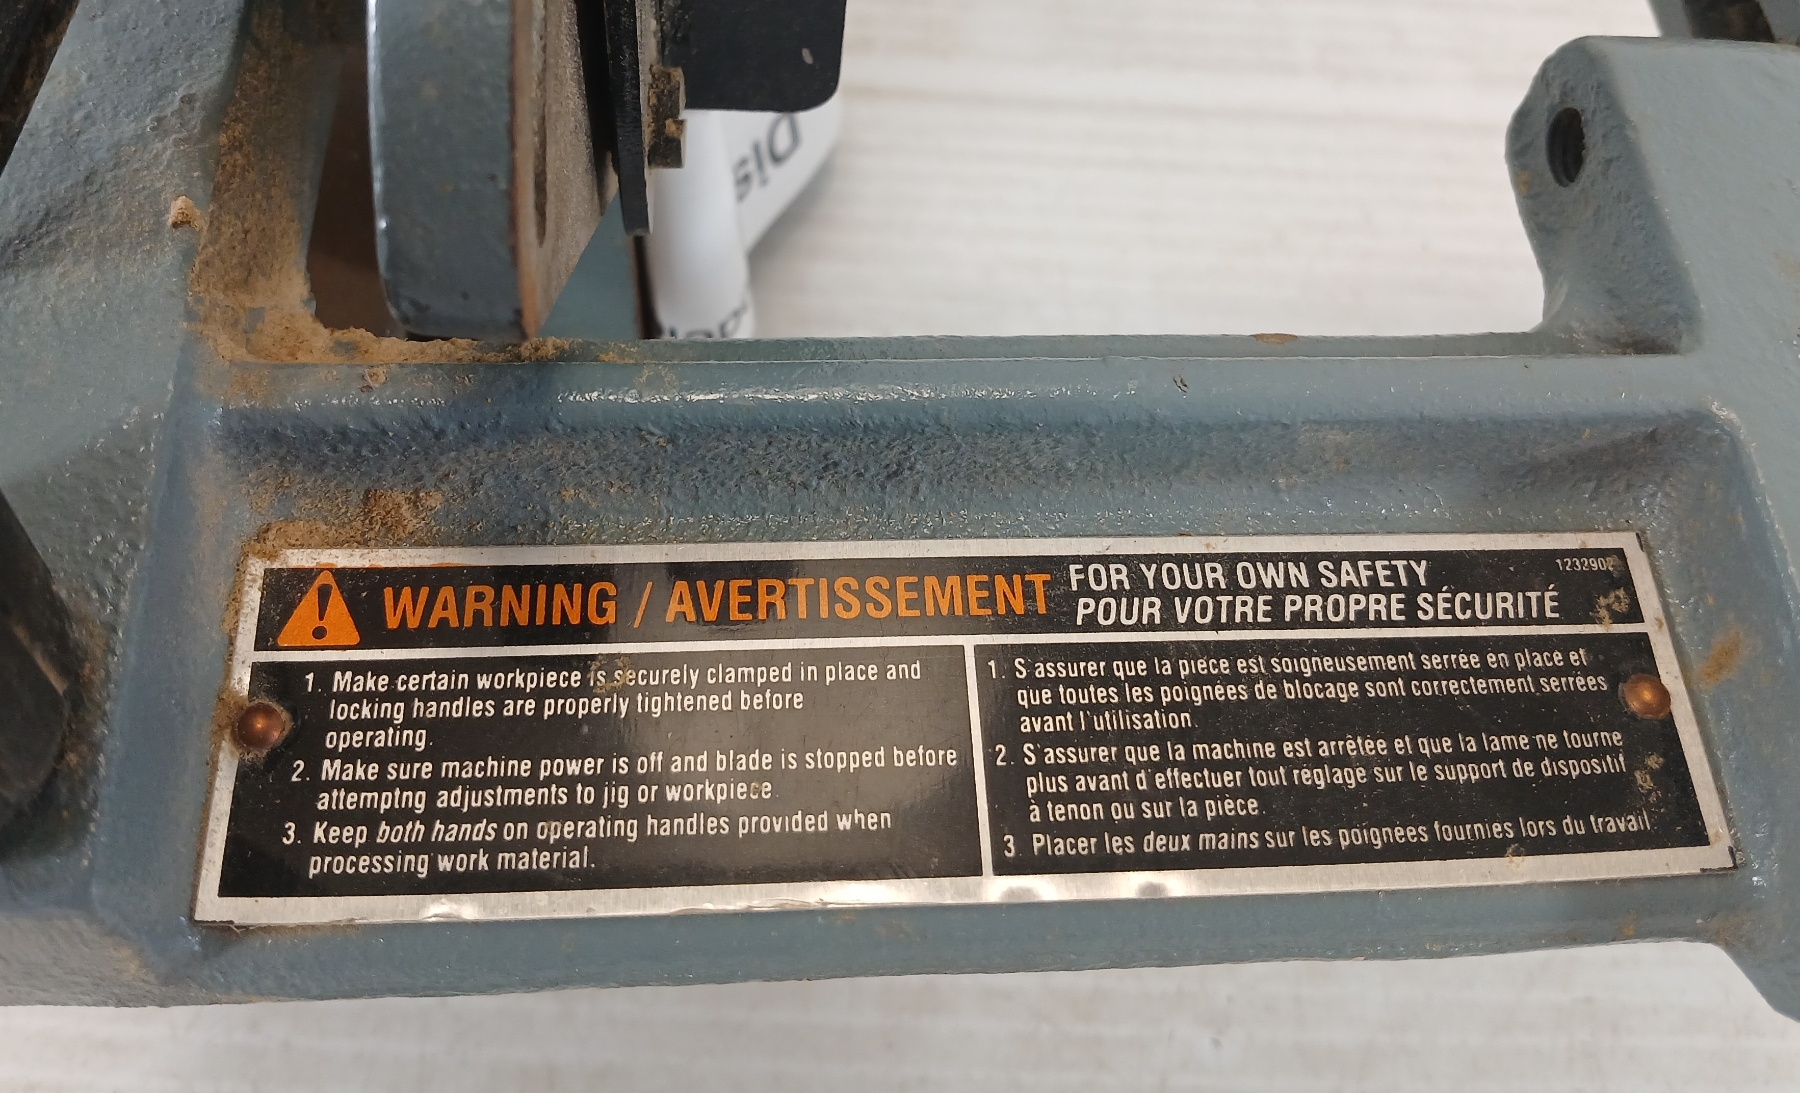 Dis
WARNING / AVERTISSEMENT
FOR YOUR OWN SAFETY
POUR VOTRE PROPRE SÉCURITÉ
1. Make certain workpiece is securely clamped in place and
locking handles are properly tightened before
operating.
2. Make sure machine power is off and blade is stopped before
attemptng adjustments to jig or workpiece.
3. Keep both hands on operating handles provided when
processing work material.
1. S'assurer que la pièce est soigneusement serrée en place et
que toutes les poignées de blocage sont correctement serrées
avant l'utilisation.
2. S'assurer que la machine est arrêtée et que la lame ne tourne
plus avant d'effectuer tout réglage sur le support de dispositif
à tenon ou sur la pièce.
3. Placer les deux mains sur les poignées fournies lors du travail.